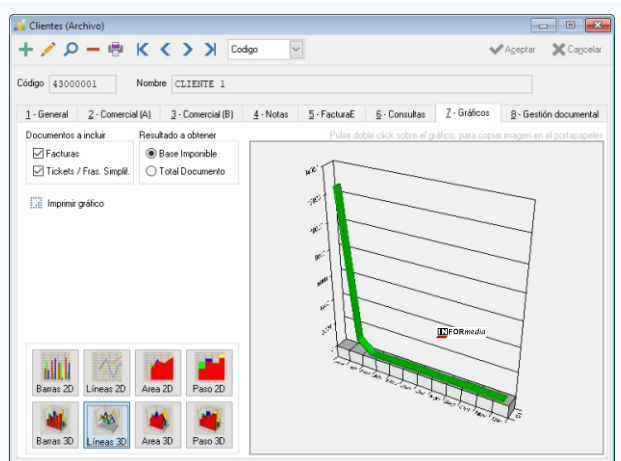 Clientes (Archivo)
Codigo
Aceptar
Cancelar
Código 43000001 Nombre CLIENTE 1
1 - General 2 - Comercial (A) 3 - Comercial (B) 4 - Notas 5 - FacturaE 6 - Consultas 7 - Gráficos 8 - Gestión documental
Documentos a incluir
Resultado a obtener
Pulse doble click sobre el gráfico, para copiar imagen en el portapapeles
Facturas
Base Imponible
Tickets / Fras. Simplif.
Total Documento
Imprimir gráfico
INFORmedia
Barras 2D Líneas 2D Area 2D Paso 2D
Barras 3D Líneas 3D Area 3D Paso 3D